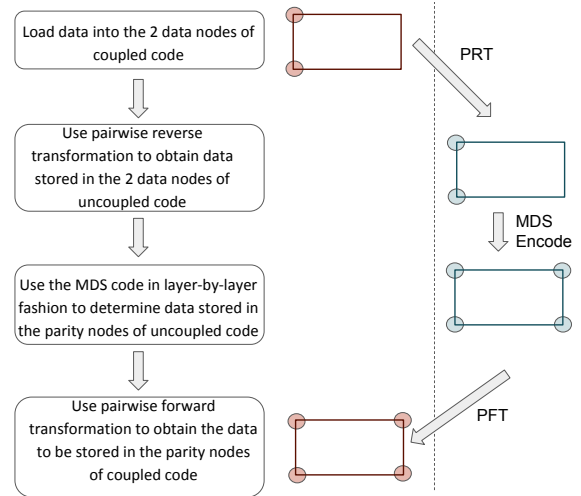 Load data into the 2 data nodes of
coupled code
PRT
Use pairwise reverse
transformation to obtain data
stored in the 2 data nodes of
uncoupled code
MDS
Encode
Use the MDS code in layer-by-layer
fashion to determine data stored in
the parity nodes of uncoupled code
Use pairwise forward
transformation to obtain the data
to be stored in the parity nodes
of coupled code
PFT